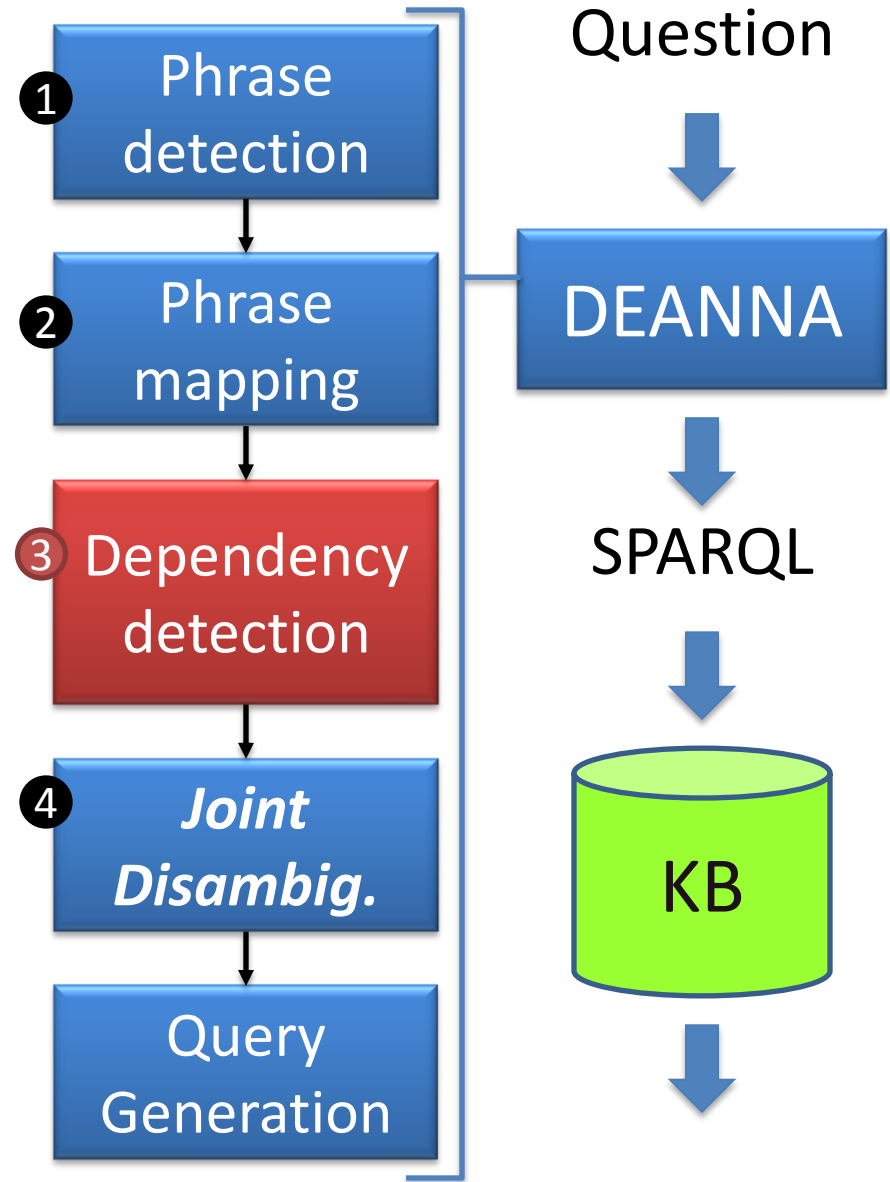 1
Phrase
detection
2
Phrase
mapping
3
Dependency
detection
4
Joint
Disambig.
Query
Generation
Question
DEANNA
SPARQL
KB